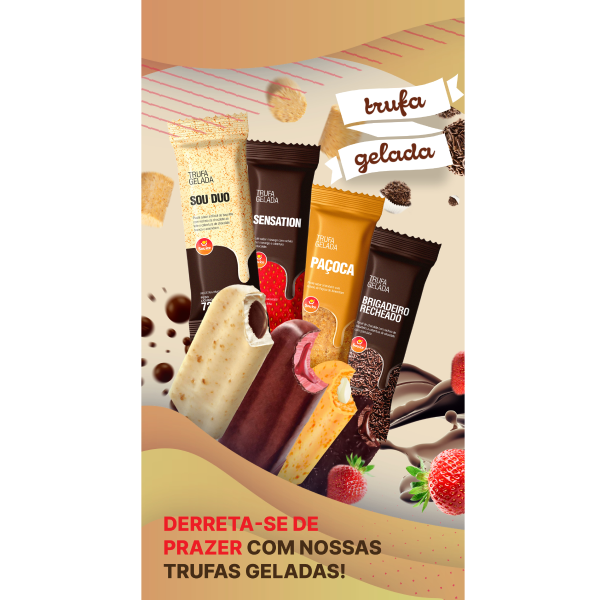 trufa
gelada
TRUFA
GELADA
SOU DUO
TRUFA
GELADA
SENSATION
TRUFA
GELADA
PAÇOCA
TRUFA
GELADA
BRIGADEIRO
RECHEADO
DERRETA-SE DE
PRAZER COM NOSSAS
TRUFAS GELADAS!